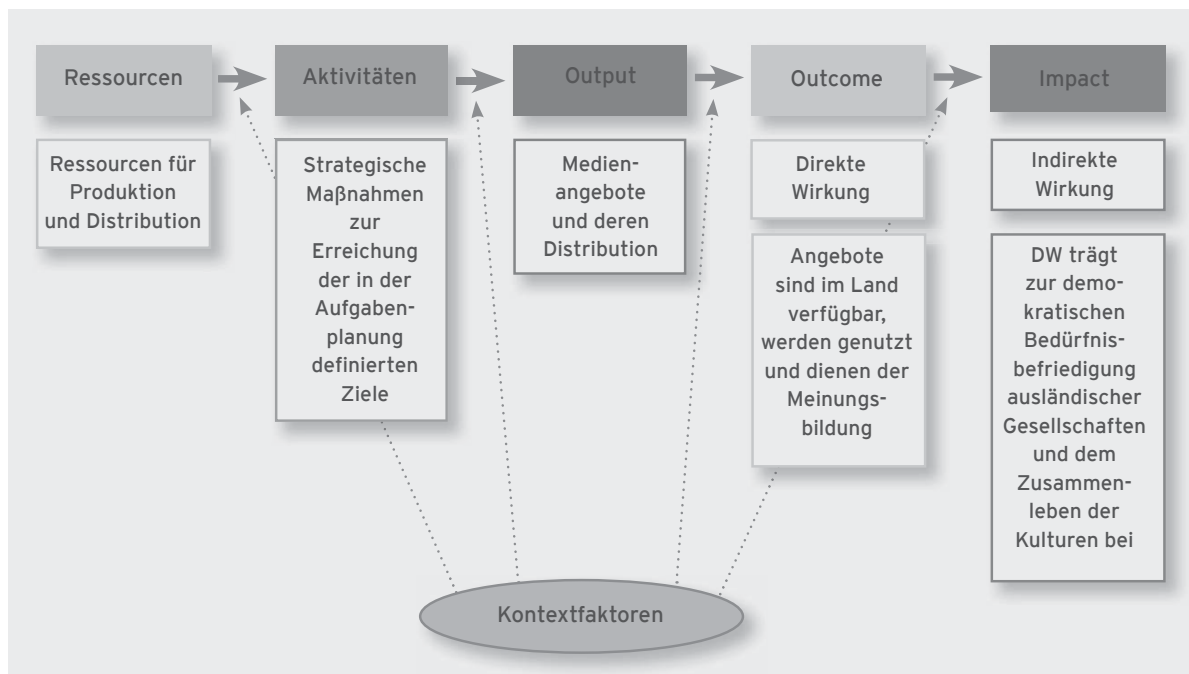 Ressourcen
Aktivitäten
Output
Outcome
Impact
Ressourcen für
Produktion
und Distribution
Strategische
Maßnahmen
zur
Erreichung
der in der
Aufgaben-
planung
definierten
Ziele
Medien-
angebote
und deren
Distribution
Direkte
Wirkung
Angebote
sind im Land
verfügbar,
werden genutzt
und dienen der
Meinungs-
bildung
Indirekte
Wirkung
DW trägt
zur demo-
kratischen
Bedürfnis-
befriedigung
ausländischer
Gesellschaften
und dem
Zusammen-
leben der
Kulturen bei
Kontextfaktoren